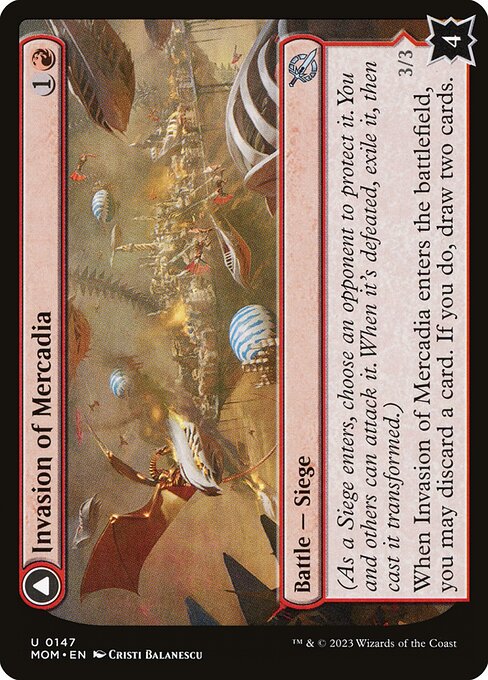 Invasion of Mercadia
1
Battle — Siege
(As a Siege enters, choose an opponent to protect it. You
and others can attack it. When it's defeated, exile it, then
cast it transformed.)
3/3
When Invasion of Mercadia enters the battlefield,
you may discard a card. If you do, draw two cards.
4
U 0147
MOM • EN Cristi Balanescu
™ & © 2023 Wizards of the Coast